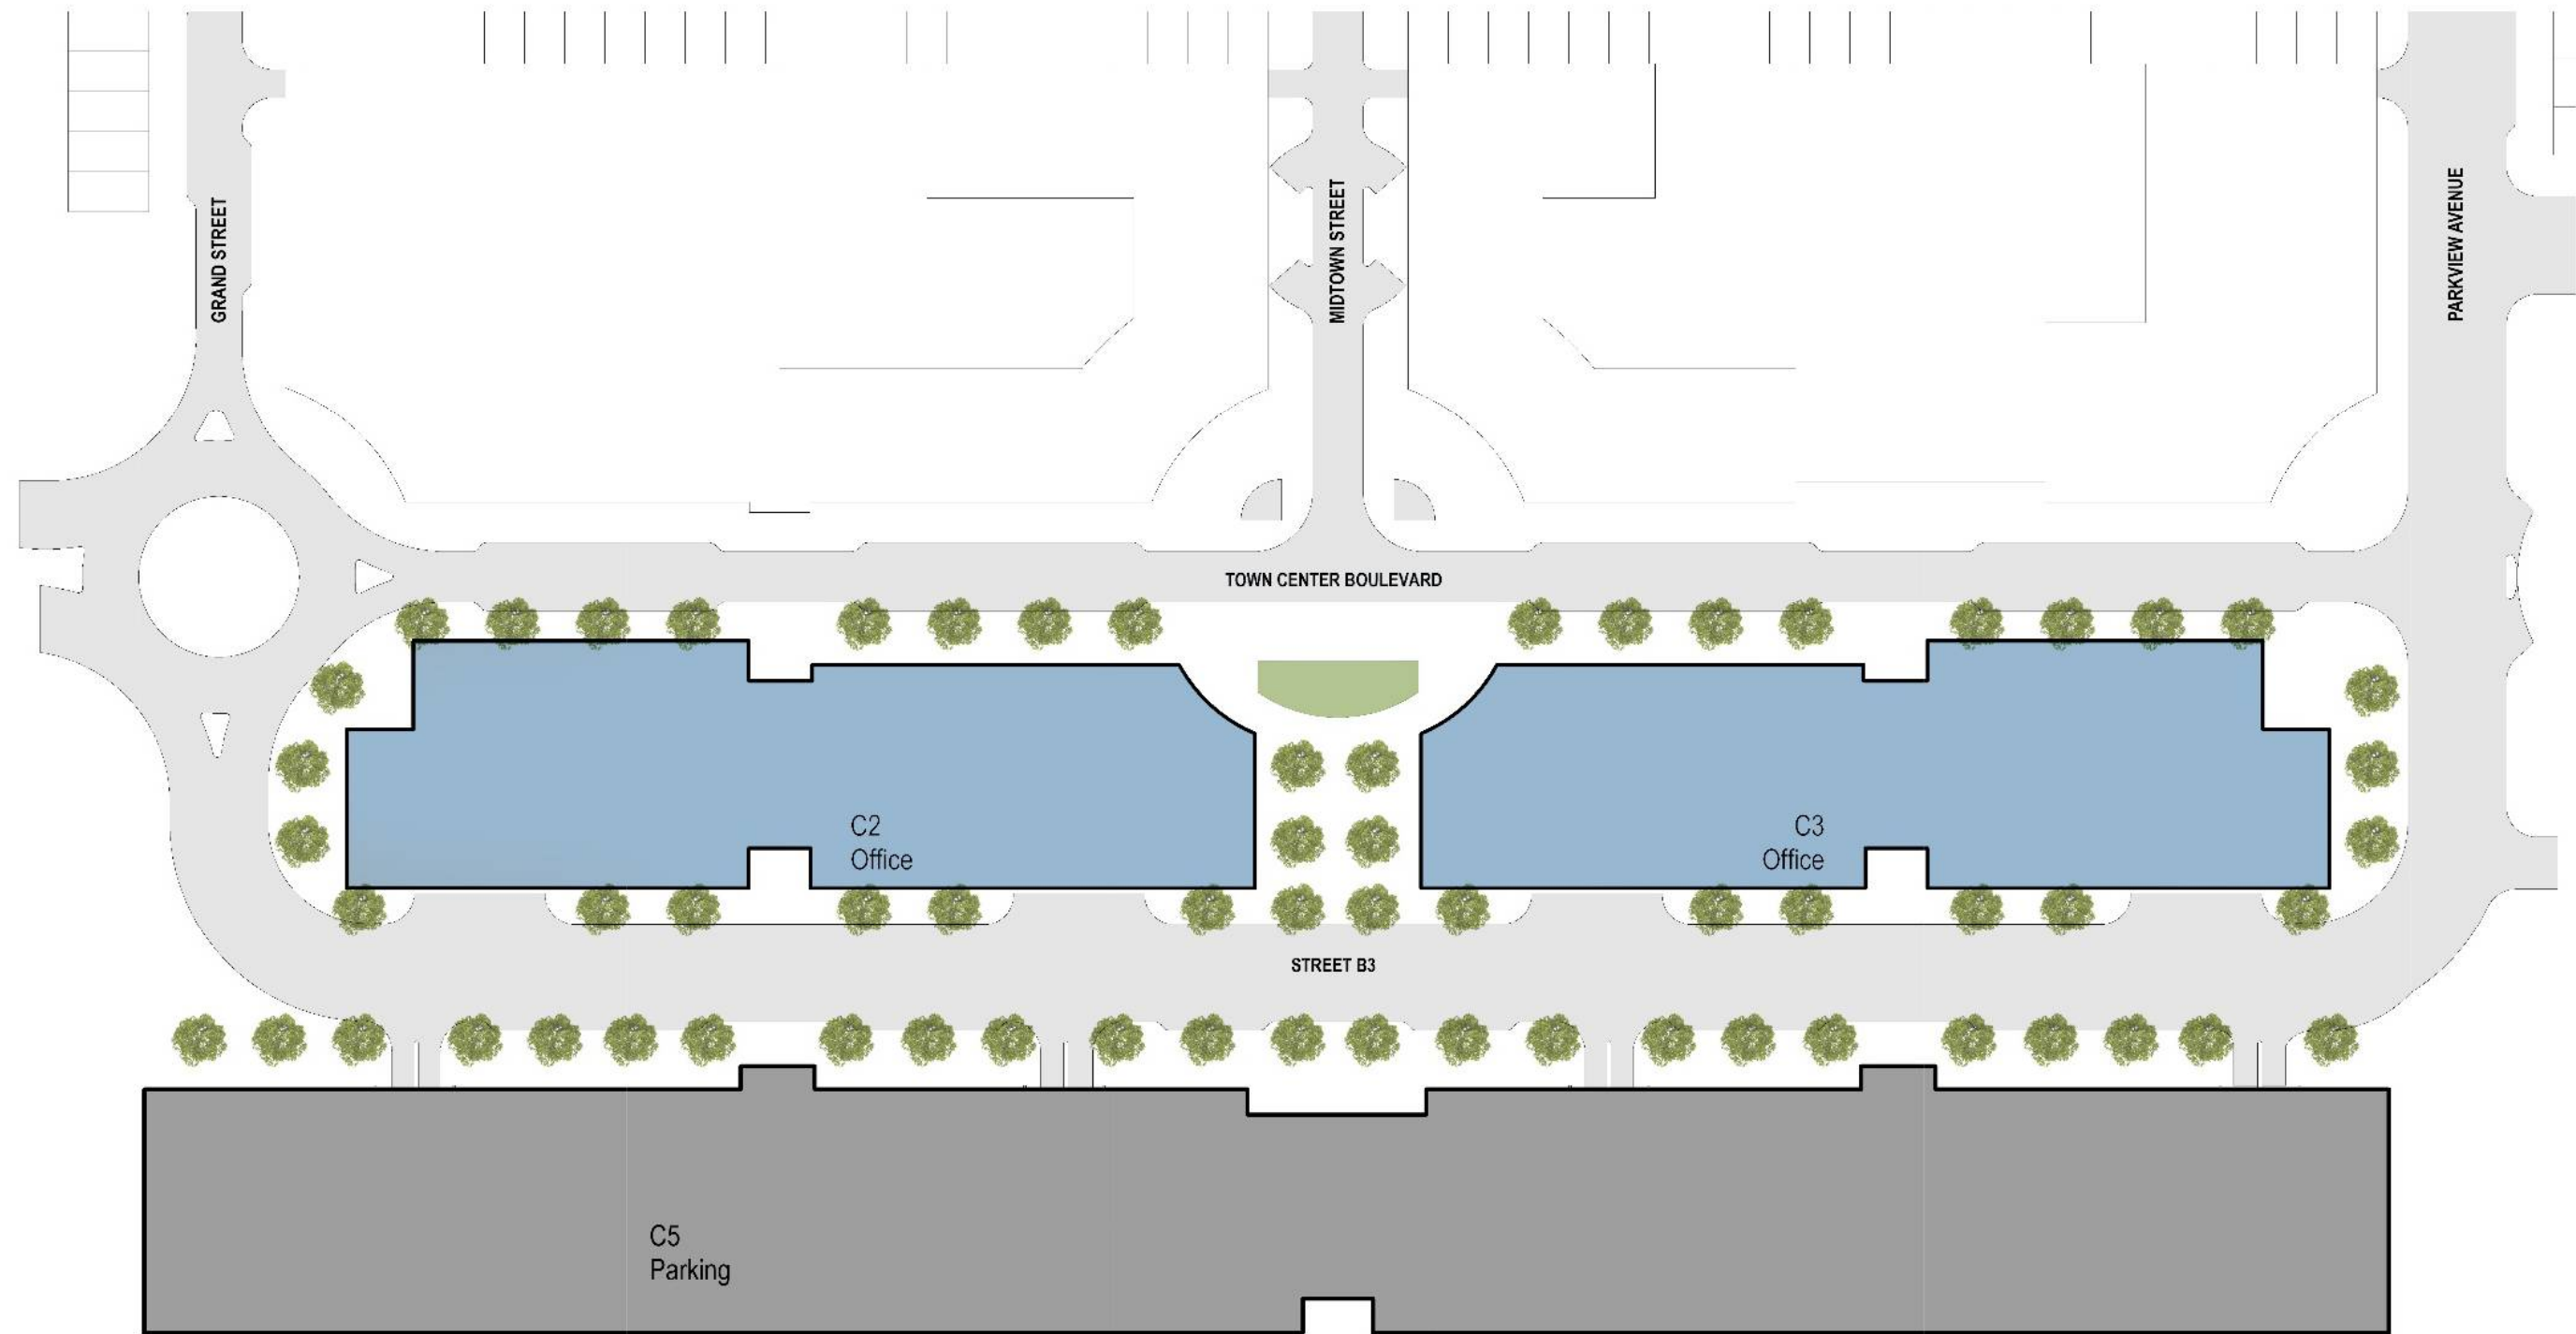 GRAND STREET
MIDTOWN STREET
PARKVIEW AVENUE
TOWN CENTER BOULEVARD
C2
Office
C3
Office
STREET B3
C5
Parking